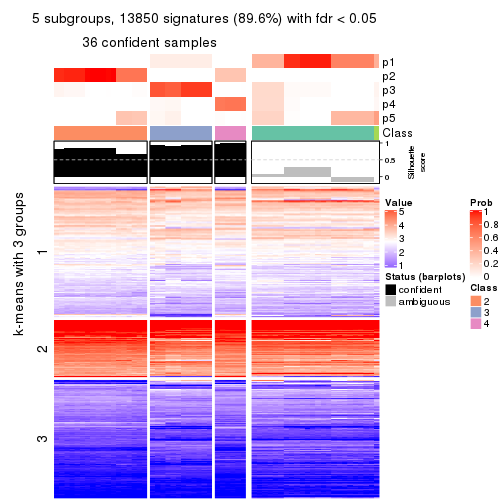 5 subgroups, 13850 signatures (89.6%) with fdr < 0.05
36 confident samples
p1
p2
p3
p4
p5
Class
1
0.5
0
Silhouette
score
k-means with 3 groups
1
2
3
Value
5
4
3
2
1
Status (barplots)
confident
ambiguous
Prob
1
0.8
0.6
0.4
0.2
0
Class
2
3
4